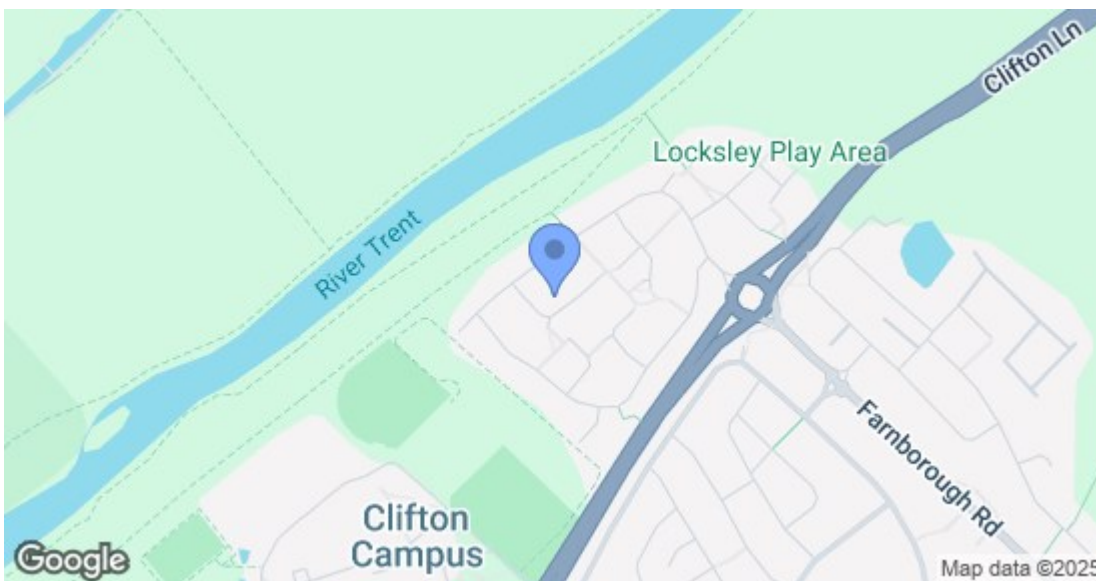 Clifton Ln
Locksley Play Area
River Trent
Farnborough Rd
Clifton
Campus
Google
Map data ©2025